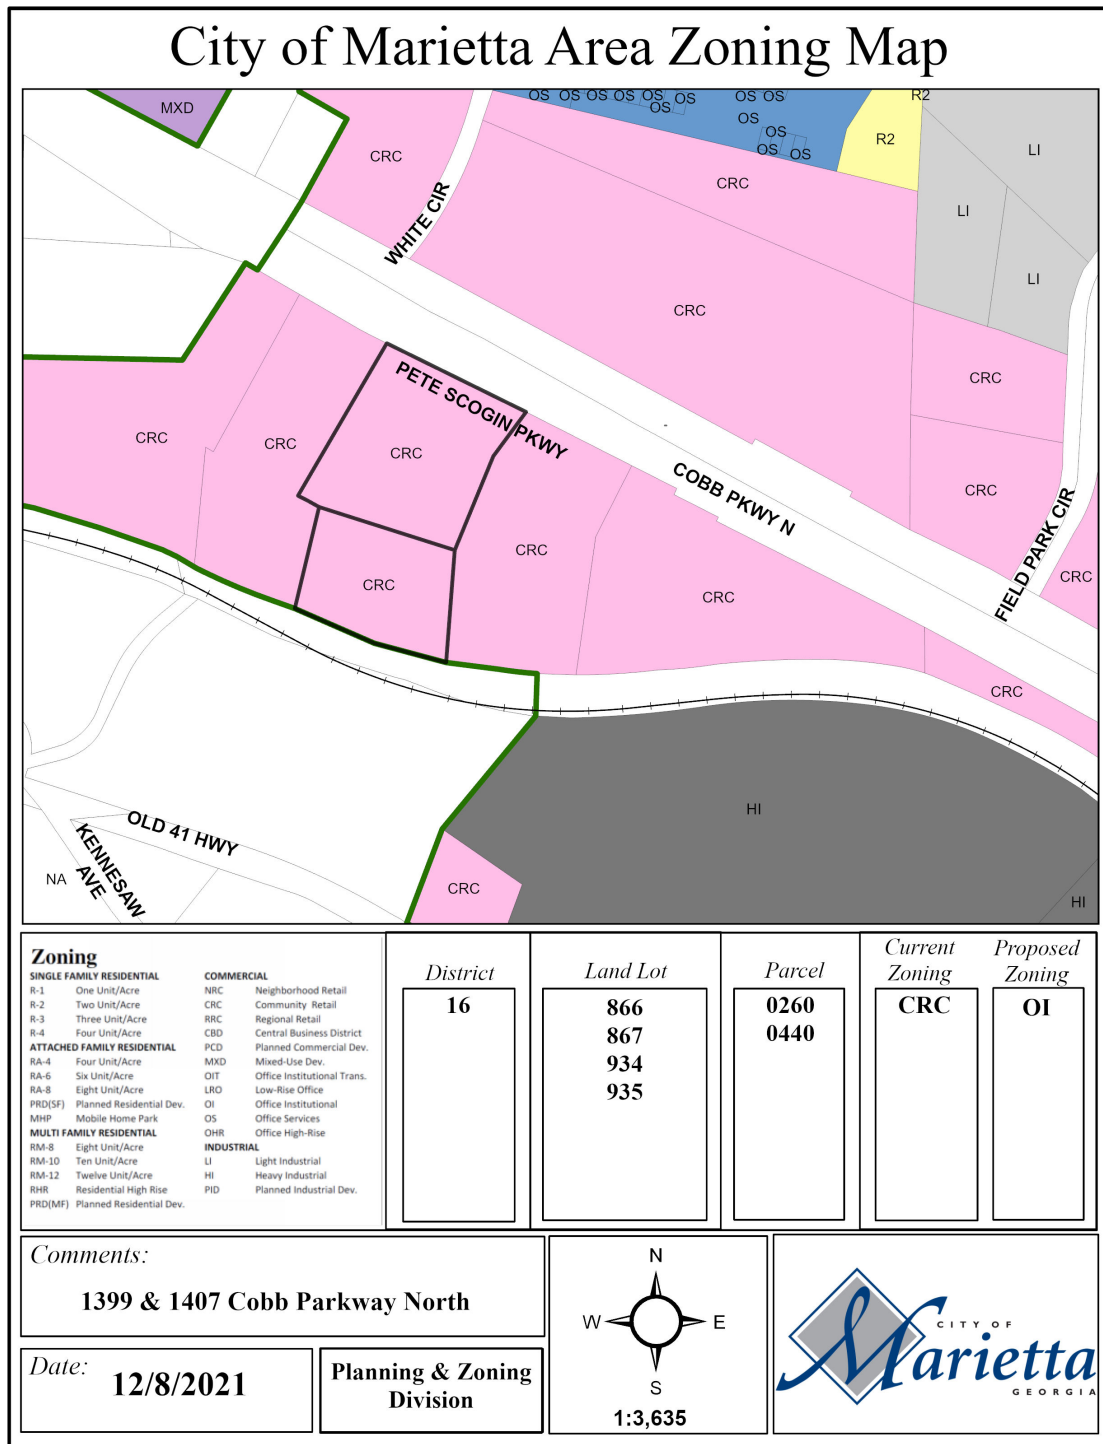 City of Marietta Area Zoning Map
MXD
CRC
WHITE CIR
OS OS OS OS OS OS OS OS OS
OS
OS
OS
OS OS
R2
R2
LI
LI
LI
CRC
CRC
CRC
CRC
CRC
CRC
CRC
PETE SCOGIN PKWY
COBB PKWY N
FIELD PARK CIR
CRC
CRC
CRC
CRC
CRC
CRC
HI
HI
OLD 41 HWY
KENNESAW AVE
NA
CRC
Zoning
SINGLE FAMILY RESIDENTIAL
R-1 One Unit/Acre
R-2 Two Unit/Acre
R-3 Three Unit/Acre
R-4 Four Unit/Acre
ATTACHED FAMILY RESIDENTIAL
RA-4 Four Unit/Acre
RA-6 Six Unit/Acre
RA-8 Eight Unit/Acre
PRD(SF) Planned Residential Dev.
MHP Mobile Home Park
MULTI FAMILY RESIDENTIAL
RM-8 Eight Unit/Acre
RM-10 Ten Unit/Acre
RM-12 Twelve Unit/Acre
RHR Residential High Rise
PRD(MF) Planned Residential Dev.
COMMERCIAL
NRC Neighborhood Retail
CRC Community Retail
RRC Regional Retail
CBD Central Business District
PCD Planned Commercial Dev.
MXD Mixed-Use Dev.
OIT Office Institutional Trans.
LRO Low-Rise Office
OI Office Institutional
OS Office Services
OHR Office High-Rise
INDUSTRIAL
LI Light Industrial
HI Heavy Industrial
PID Planned Industrial Dev.
District
16
Land Lot
866
867
934
935
Parcel
0260
0440
Current
Zoning
CRC
Proposed
Zoning
OI
Comments:
1399 & 1407 Cobb Parkway North
Date:
12/8/2021
Planning & Zoning
Division
N
W E
S
1:3,635
CITY OF
Marietta
GEORGIA